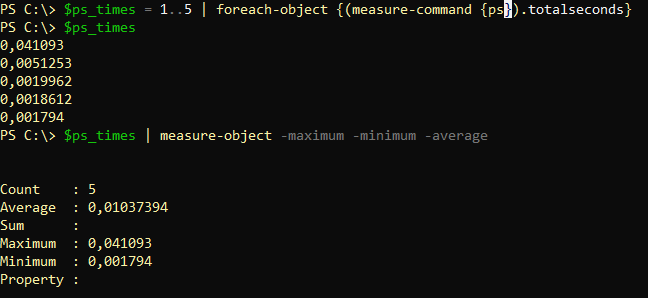 PS C:\> $ps_times = 1..5 | foreach-object {(measure-command {ps}).totalseconds}
PS C:\> $ps_times
0,041093
0,0051253
0,0019962
0,0018612
0,001794
PS C:\> $ps_times | measure-object -maximum -minimum -average
Count    : 5
Average  : 0,01037394
Sum      :
Maximum  : 0,041093
Minimum  : 0,001794
Property :